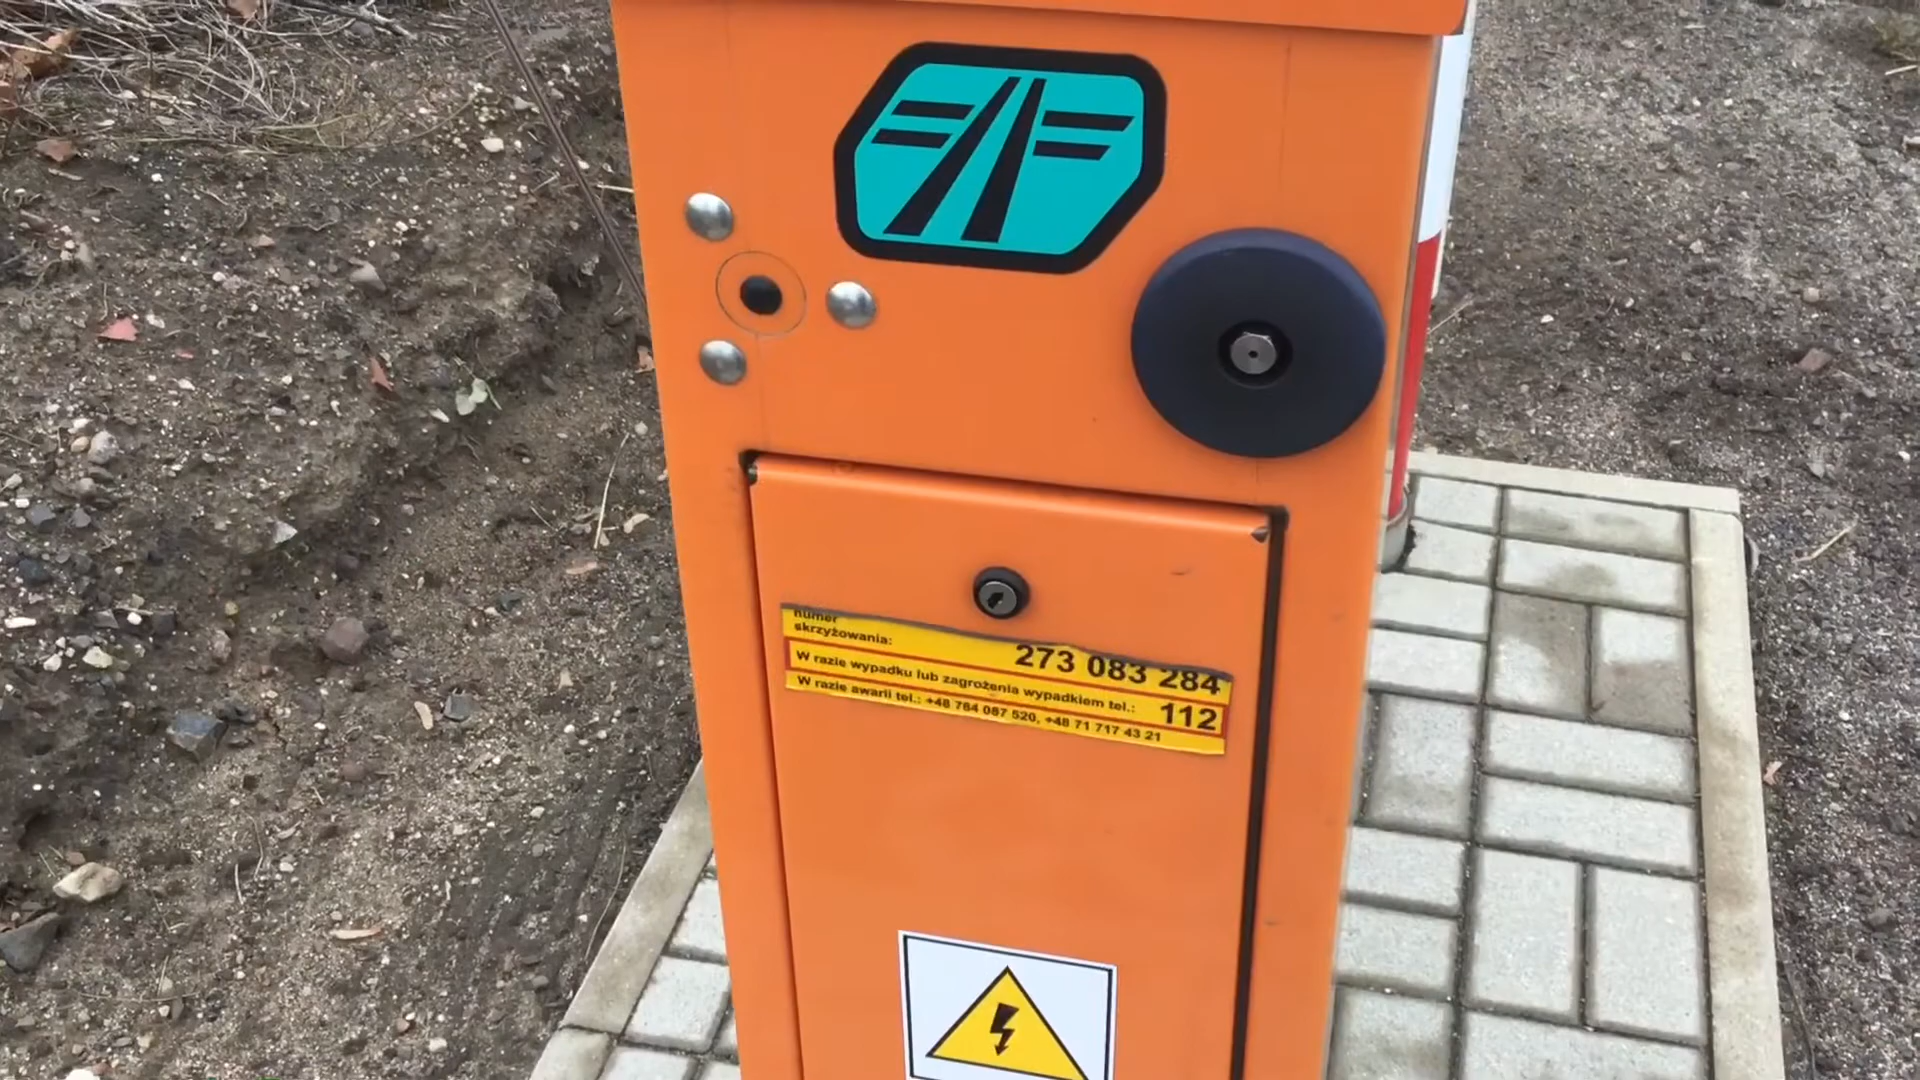 numer
skrzyżowania:
273 083 284
W razie wypadku lub zagrożenia wypadkiem tel.: 112
W razie awarii tel.: +48 784 087 520, +48 71 717 43 21